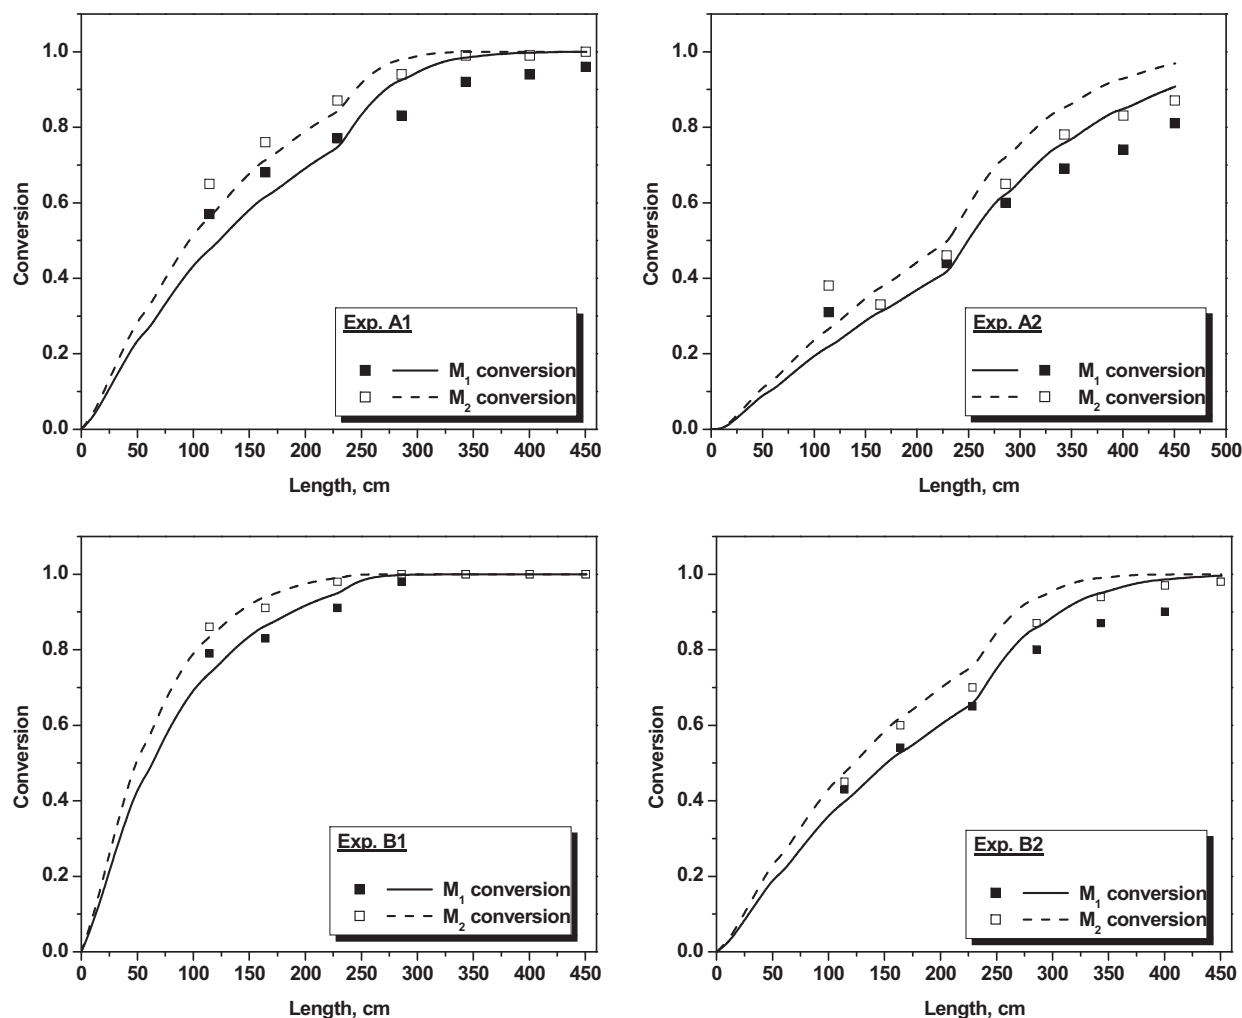 1.0
0.8
0.6
0.4
0.2
0.0
Conversion
0 50 100 150 200 250 300 350 400 450
Length, cm
Exp. A1
M1 conversion
M2 conversion
1.0
0.8
0.6
0.4
0.2
0.0
Conversion
0 50 100 150 200 250 300 350 400 450 500
Length, cm
Exp. A2
M1 conversion
M2 conversion
1.0
0.8
0.6
0.4
0.2
0.0
Conversion
0 50 100 150 200 250 300 350 400 450
Length, cm
Exp. B1
M1 conversion
M2 conversion
1.0
0.8
0.6
0.4
0.2
0.0
Conversion
0 50 100 150 200 250 300 350 400 450
Length, cm
Exp. B2
M1 conversion
M2 conversion